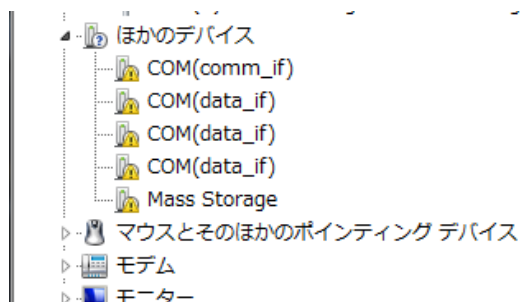 ほかのデバイス
COM(comm_if)
COM(data_if)
COM(data_if)
COM(data_if)
Mass Storage
マウスとそのほかのポインティング デバイス
モデム
モニター